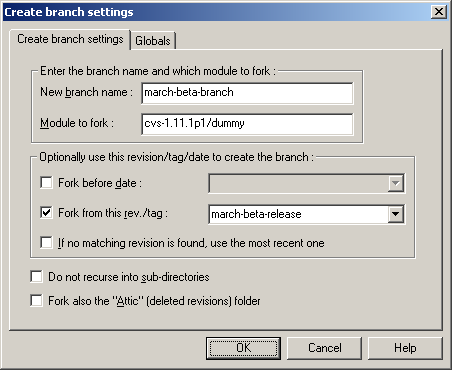 Create branch settings
Create branch settings Globals
Enter the branch name and which module to fork :
New branch name : march-beta-branch
Module to fork : cvs-1.11.1p1/dummy
Optionally use this revision/tag/date to create the branch :
Fork before date :
Fork from this rev./tag : march-beta-release
If no matching revision is found, use the most recent one
Do not recurse into sub-directories
Fork also the "Attic" (deleted revisions) folder
OK Cancel Help